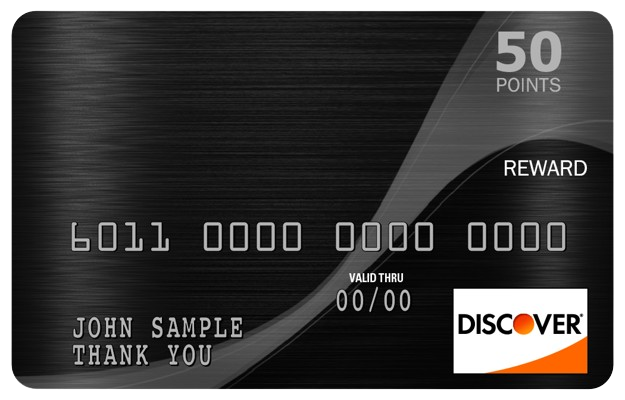 50
POINTS
REWARD
6011 0000 0000 0000
VALID THRU
00/00
JOHN SAMPLE
THANK YOU
DISCOVER®